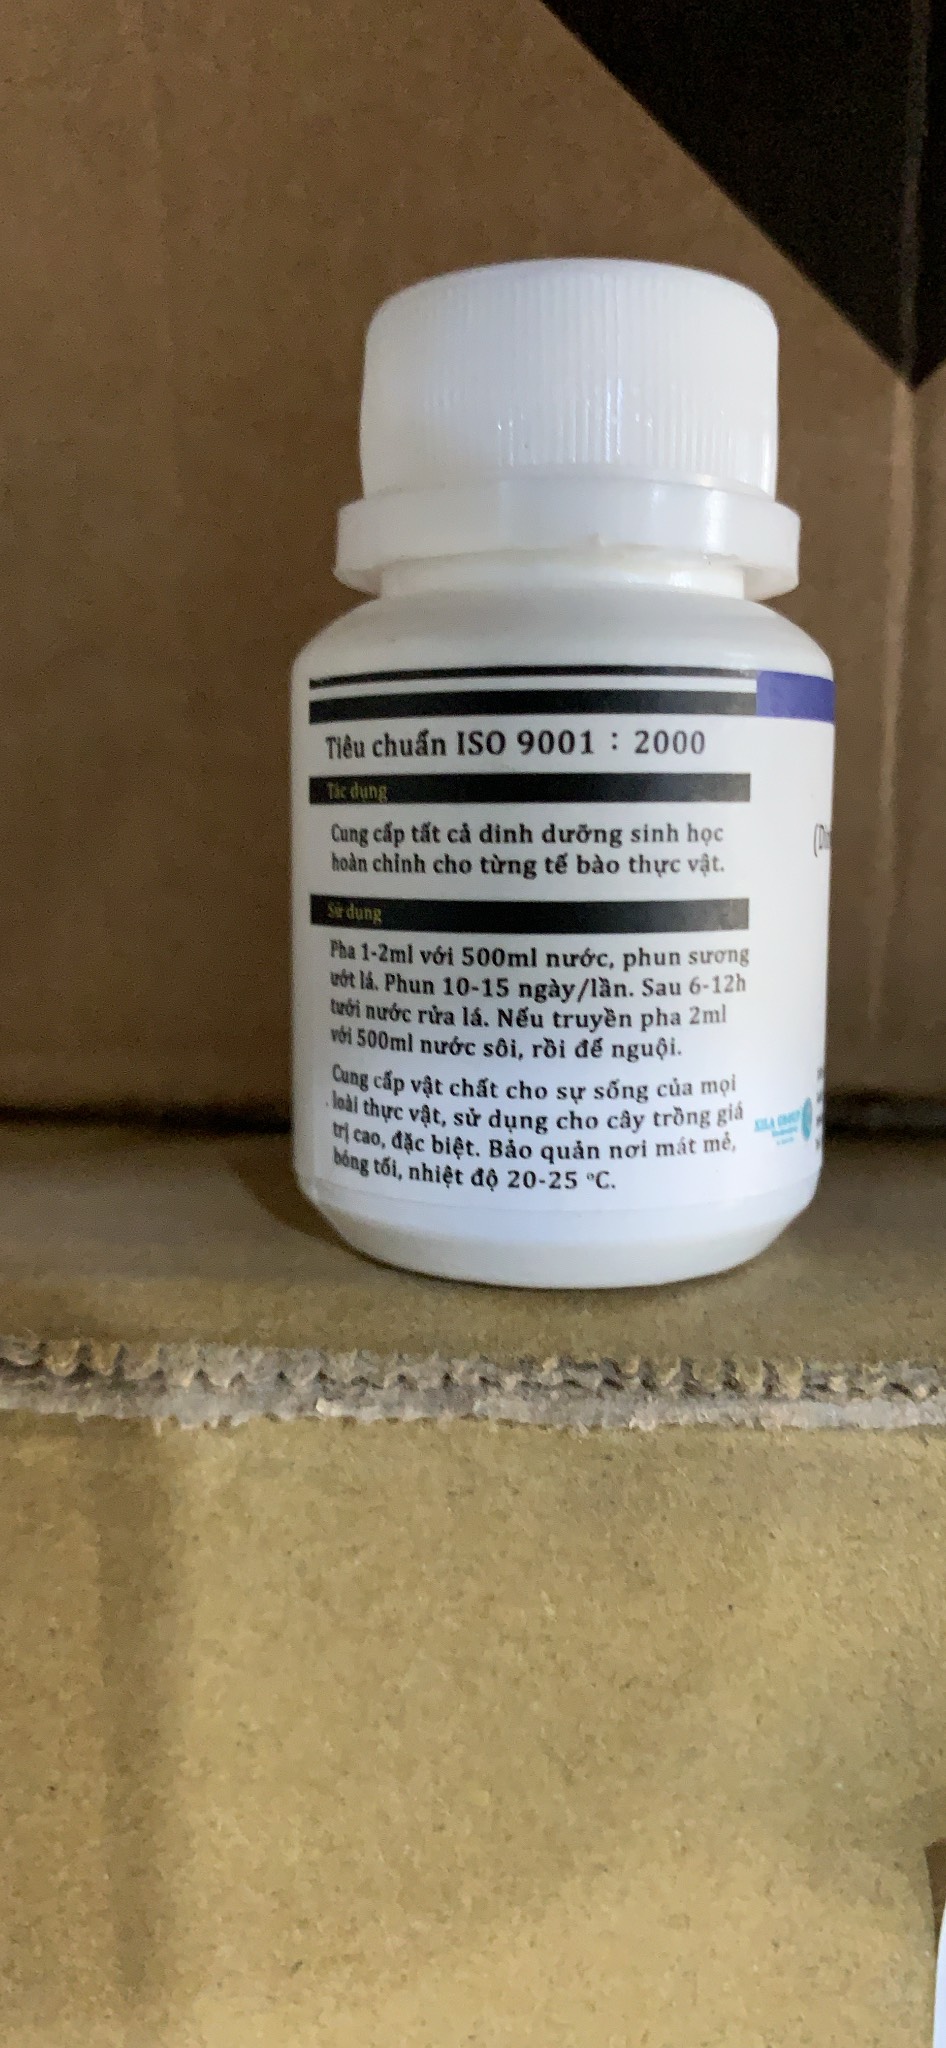 Tiêu chuẩn ISO 9001 : 2000
Tác dụng
Cung cấp tất cả dinh dưỡng sinh học
hoàn chỉnh cho từng tế bào thực vật.
Sử dụng
Pha 1-2ml với 500ml nước, phun sương
ướt lá. Phun 10-15 ngày/lần. Sau 6-12h
tưới nước rửa lá. Nếu truyền pha 2ml
với 500ml nước sôi, rồi để nguội.
Cung cấp vật chất cho sự sống của mọi
loài thực vật, sử dụng cho cây trồng giá
trị cao, đặc biệt. Bảo quản nơi mát mẻ,
bóng tối, nhiệt độ 20-25 °C.
GROUP